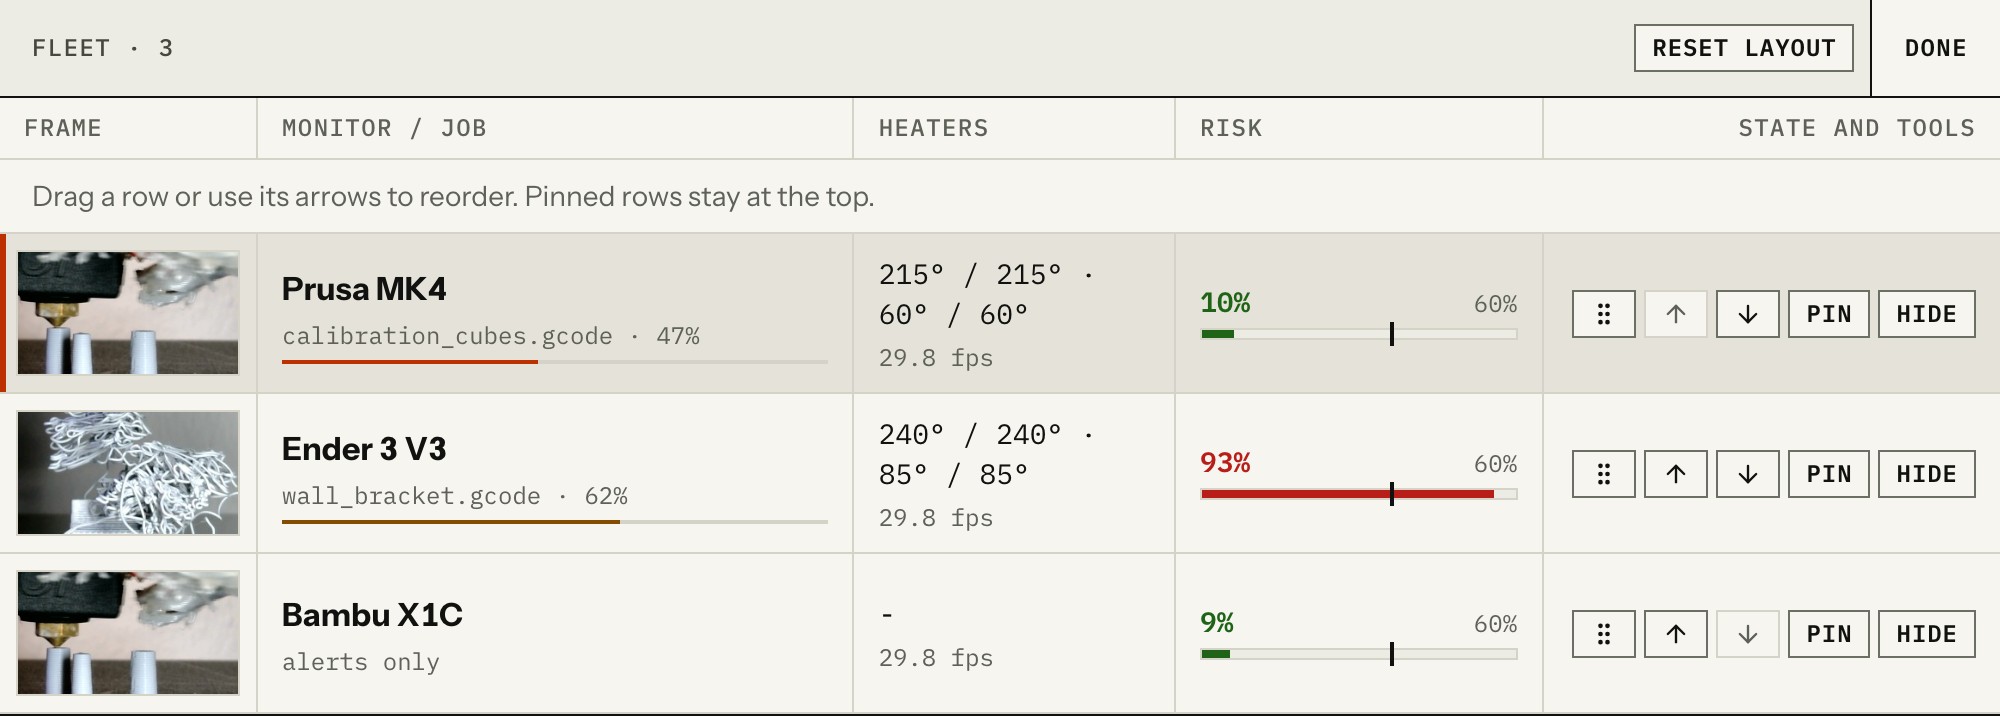 FLEET · 3
RESET LAYOUT
DONE
FRAME
MONITOR / JOB
HEATERS
RISK
STATE AND TOOLS
Drag a row or use its arrows to reorder. Pinned rows stay at the top.
Prusa MK4
calibration_cubes.gcode · 47%
215° / 215° ·
60° / 60°
29.8 fps
10%
60%
PIN
HIDE
Ender 3 V3
wall_bracket.gcode · 62%
240° / 240° ·
85° / 85°
29.8 fps
93%
60%
PIN
HIDE
Bambu X1C
alerts only
-
29.8 fps
9%
60%
PIN
HIDE